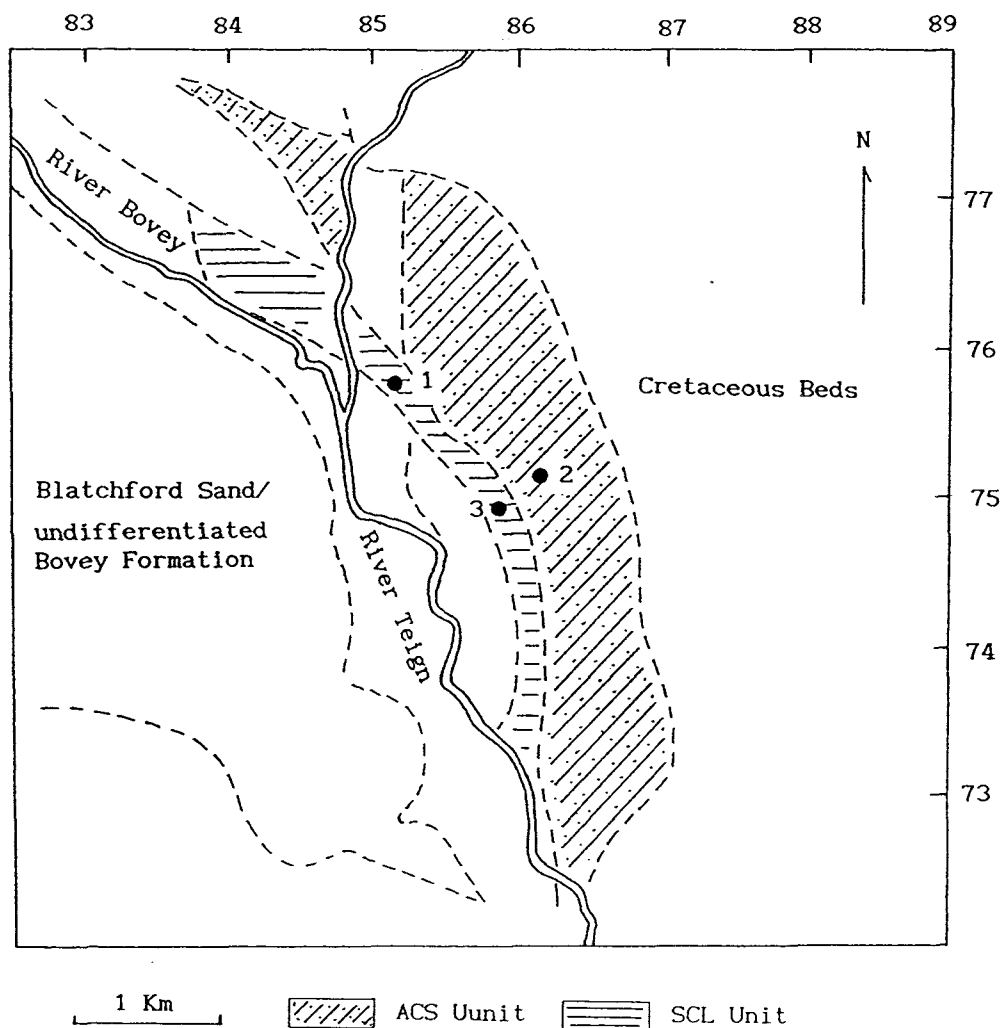 83 84 85 86 87 88 89
N
River Bovey
77
76
1
Cretaceous Beds
2
Blatchford Sand/
75
3
undifferentiated
Bovey Formation
River Teign
74
73
1 Km
ACS Uunit
SCL Unit